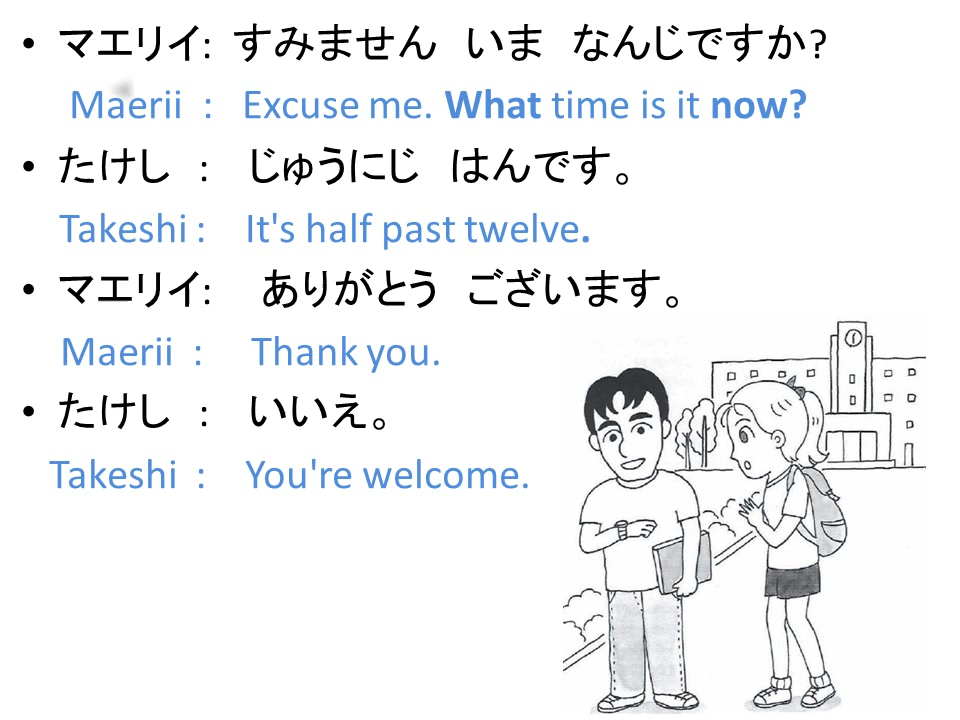 • マエリイ: すみません いま なんじですか?
Maerii : Excuse me. What time is it now?
• たけし : じゅうにじ はんです。
Takeshi : It's half past twelve.
• マエリイ: ありがとう ございます。
Maerii : Thank you.
• たけし : いいえ。
Takeshi : You're welcome.